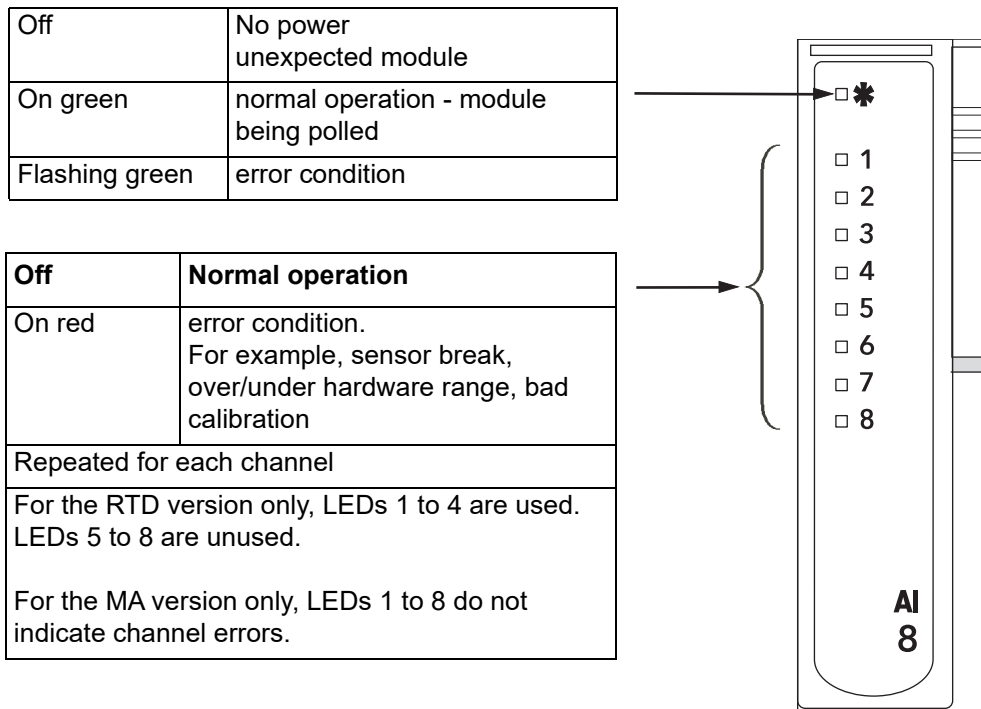 Off No power
unexpected module
On green normal operation - module
being polled
Flashing green error condition
Off Normal operation
On red error condition.
For example, sensor break,
over/under hardware range, bad
calibration
Repeated for each channel
For the RTD version only, LEDs 1 to 4 are used.
LEDs 5 to 8 are unused.
For the MA version only, LEDs 1 to 8 do not
indicate channel errors.
✱
1
2
3
4
5
6
7
8
AI
8